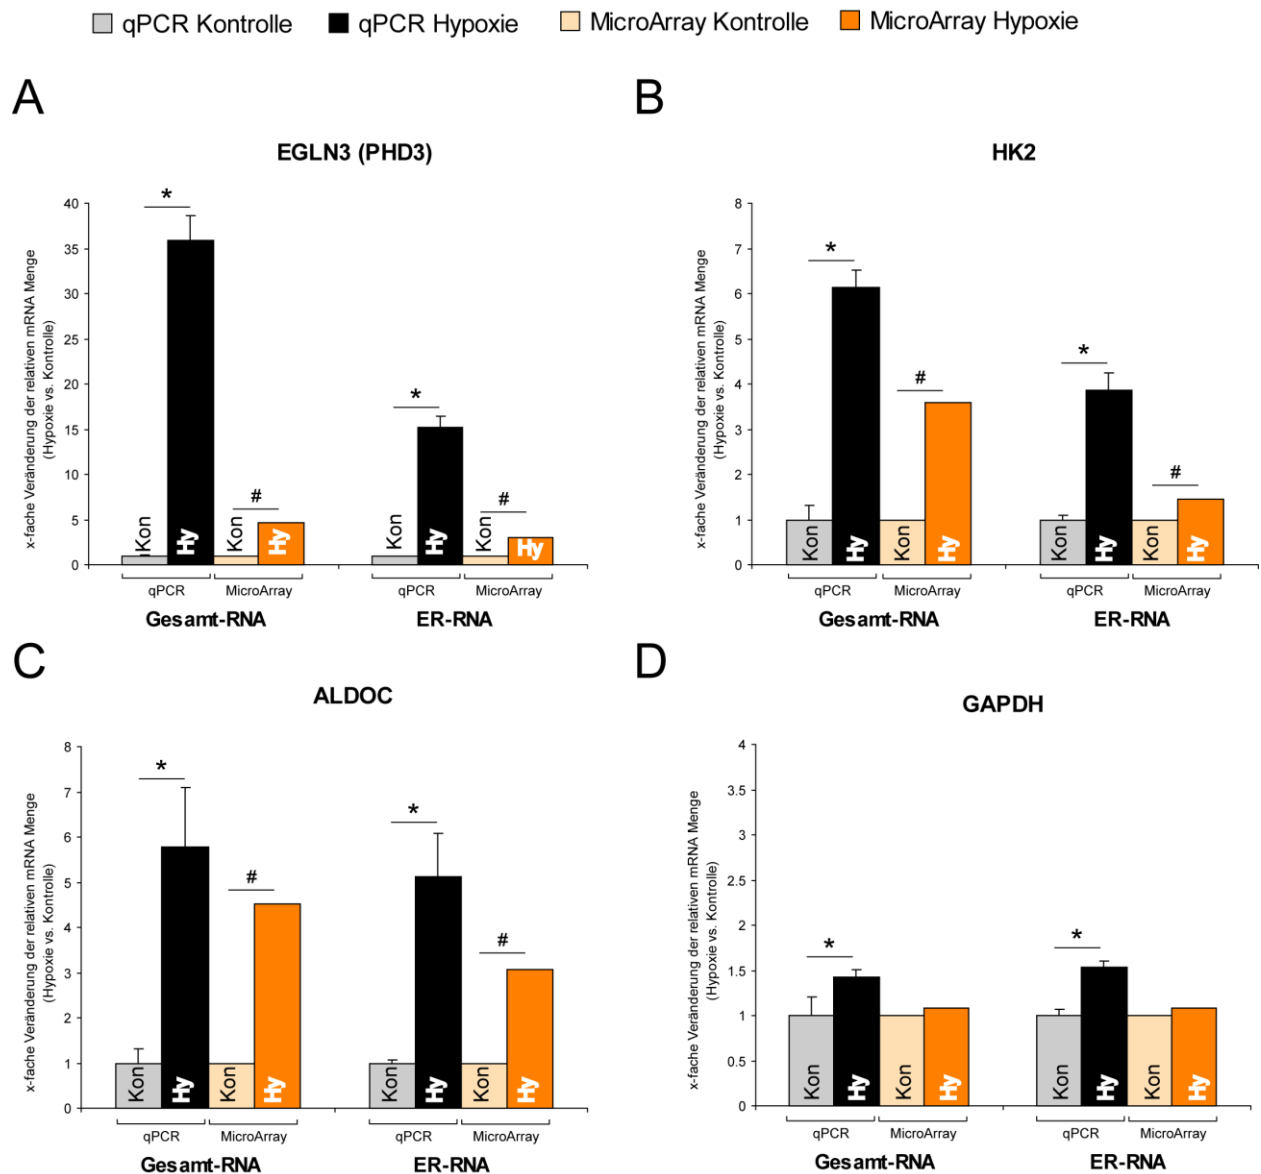 qPCR Kontrolle qPCR Hypoxie MicroArray Kontrolle MicroArray Hypoxie
A
EGLN3 (PHD3)
x-fache Veränderung der relativen mRNA Menge
(Hypoxie vs. Kontrolle)
40
35
30
25
20
15
10
5
0
*
#
*
#
Kon Hy Kon Hy Kon Hy Kon Hy
qPCR MicroArray qPCR MicroArray
Gesamt-RNA ER-RNA
B
HK2
x-fache Veränderung der relativen mRNA Menge
(Hypoxie vs. Kontrolle)
8
7
6
5
4
3
2
1
0
*
#
*
#
Kon Hy Kon Hy Kon Hy Kon Hy
qPCR MicroArray qPCR MicroArray
Gesamt-RNA ER-RNA
C
ALDOC
x-fache Veränderung der relativen mRNA Menge
(Hypoxie vs. Kontrolle)
8
7
6
5
4
3
2
1
0
*
#
*
#
Kon Hy Kon Hy Kon Hy Kon Hy
qPCR MicroArray qPCR MicroArray
Gesamt-RNA ER-RNA
D
GAPDH
x-fache Veränderung der relativen mRNA Menge
(Hypoxie vs. Kontrolle)
4
3.5
3
2.5
2
1.5
1
0.5
0
*
*
Kon Hy Kon Hy Kon Hy Kon Hy
qPCR MicroArray qPCR MicroArray
Gesamt-RNA ER-RNA